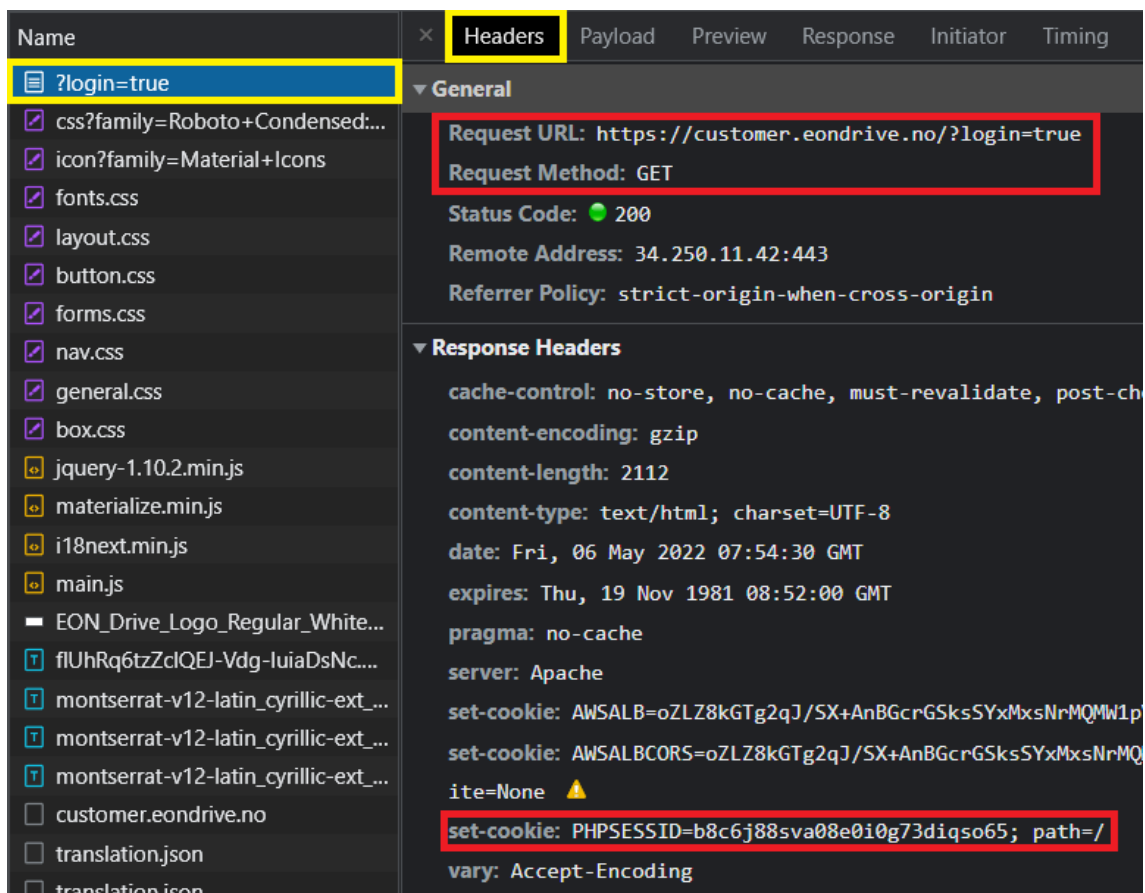 Name
?login=true
css?family=Roboto+Condensed:...
icon?family=Material+Icons
fonts.css
layout.css
button.css
forms.css
nav.css
general.css
box.css
jquery-1.10.2.min.js
materialize.min.js
i18next.min.js
main.js
EON_Drive_Logo_Regular_White...
flUhRq6tzZclQEJ-Vdg-IuiaDsNc....
montserrat-v12-latin_cyrillic-ext_...
montserrat-v12-latin_cyrillic-ext_...
montserrat-v12-latin_cyrillic-ext_...
customer.eondrive.no
translation.json
translation.json
× Headers Payload Preview Response Initiator Timing
General
Request URL: https://customer.eondrive.no/?login=true
Request Method: GET
Status Code: 200
Remote Address: 34.250.11.42:443
Referrer Policy: strict-origin-when-cross-origin
Response Headers
cache-control: no-store, no-cache, must-revalidate, post-ch
content-encoding: gzip
content-length: 2112
content-type: text/html; charset=UTF-8
date: Fri, 06 May 2022 07:54:30 GMT
expires: Thu, 19 Nov 1981 08:52:00 GMT
pragma: no-cache
server: Apache
set-cookie: AWSALB=oZLZ8kGTg2qJ/SX+AnBGcrGSksSYxMxsNrMQMW1p
set-cookie: AWSALBCORS=oZLZ8kGTg2qJ/SX+AnBGcrGSksSYxMxsNrMQ
ite=None
set-cookie: PHPSESSID=b8c6j88sva08e0i0g73diqso65; path=/
vary: Accept-Encoding